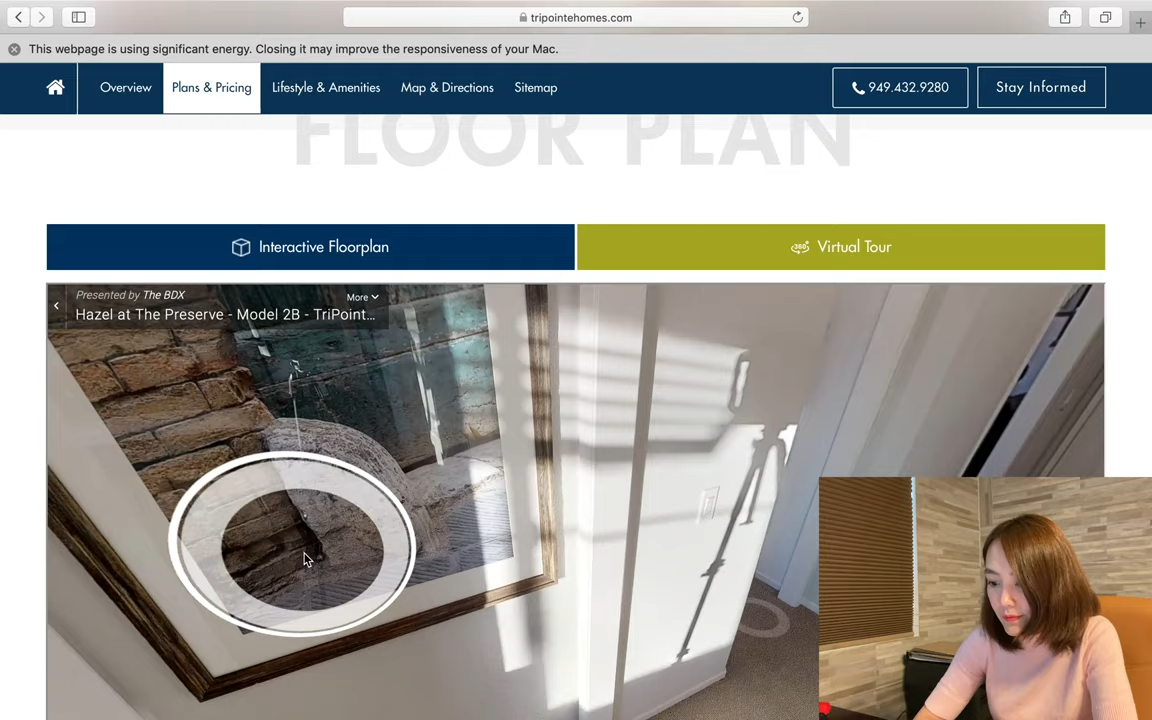 tripointehomes.com
This webpage is using significant energy. Closing it may improve the responsiveness of your Mac.
Overview
Plans & Pricing
Lifestyle & Amenities
Map & Directions
Sitemap
949.432.9280
Stay Informed
FLOOR PLAN
Interactive Floorplan
360° Virtual Tour
Presented by The BDX
More
Hazel at The Preserve - Model 2B - TriPoint...